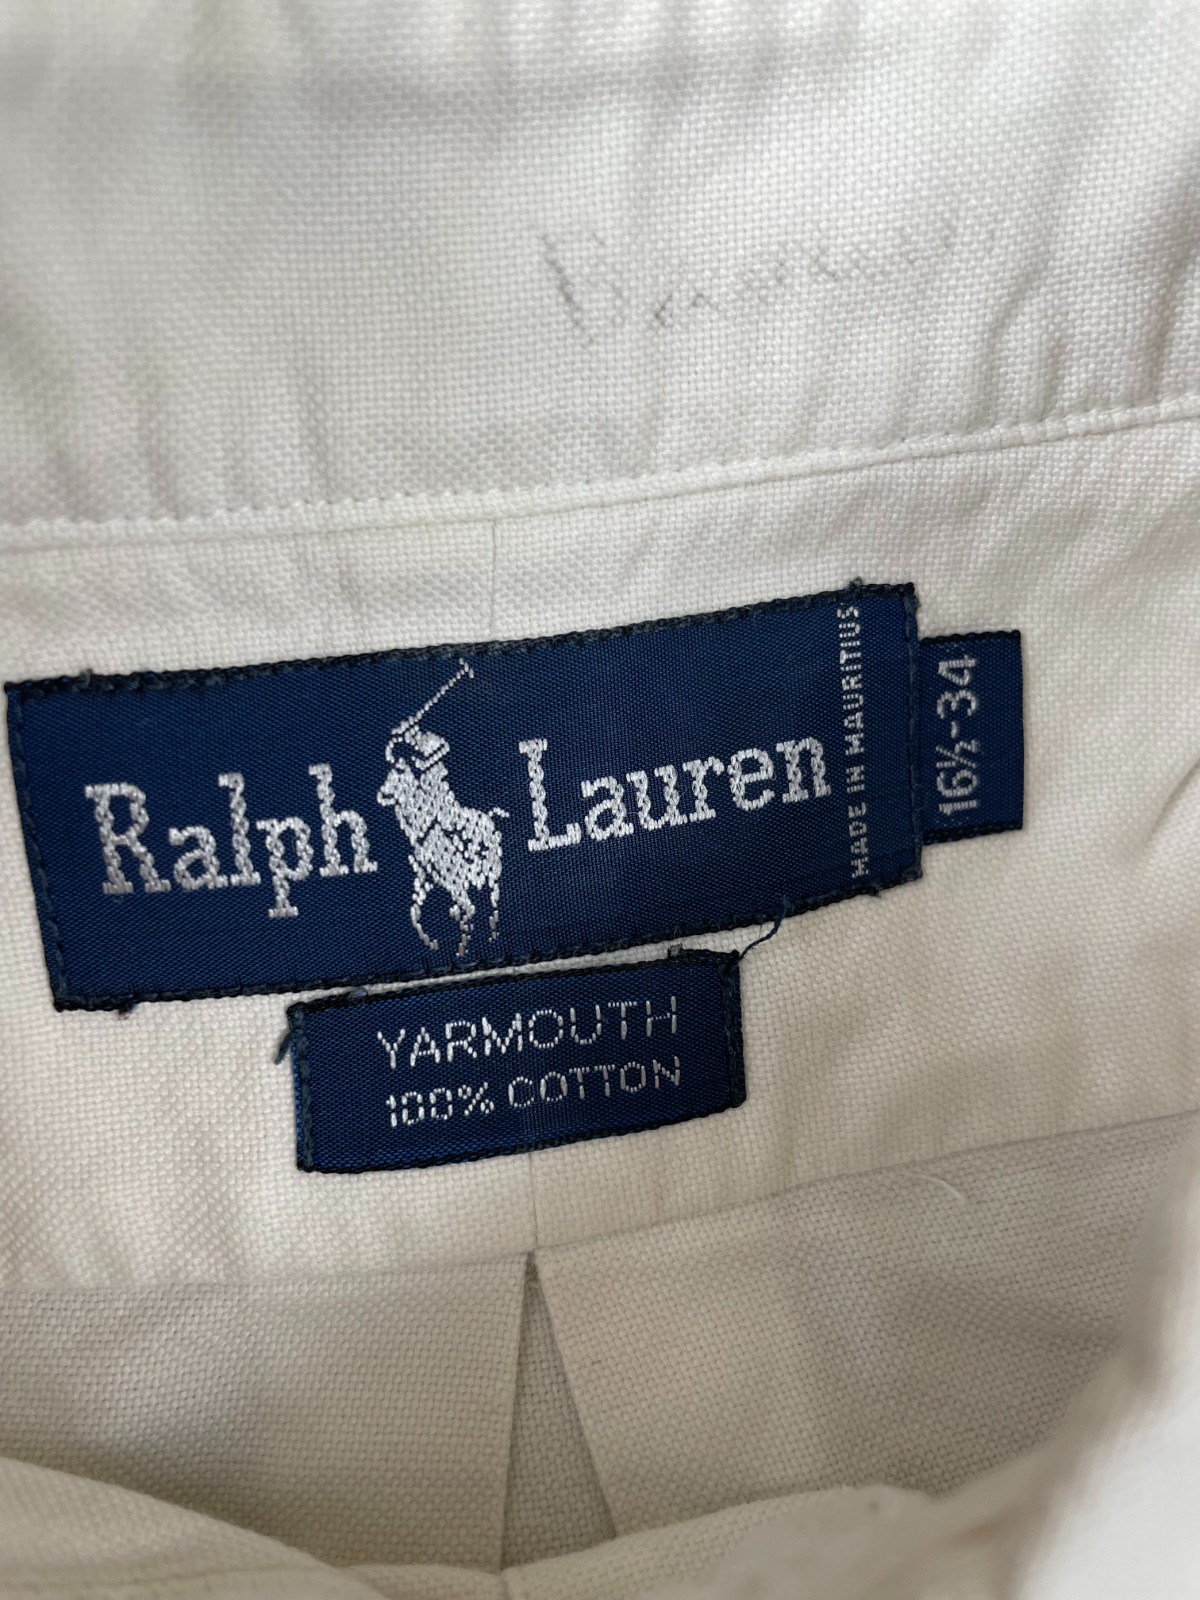 Ralph Lauren
MADE IN MAURITIUS
16½-34
YARMOUTH
100% COTTON